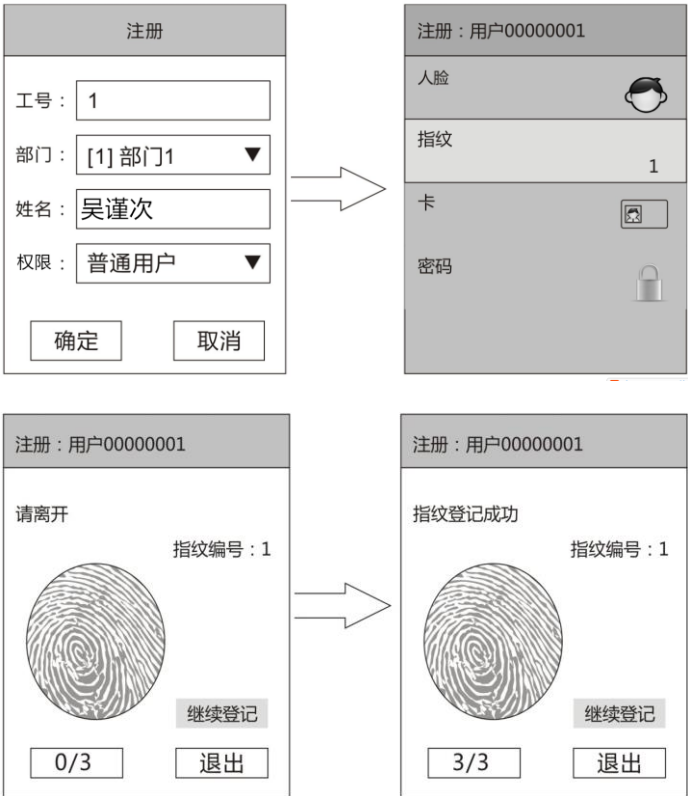 注册
工号： 1
部门： [1] 部门1 ▼
姓名： 吴谨次
权限： 普通用户 ▼
确定 取消
注册：用户00000001
人脸
指纹
1
卡
密码
注册：用户00000001
请离开
指纹编号：1
继续登记
0/3 退出
注册：用户00000001
指纹登记成功
指纹编号：1
继续登记
3/3 退出